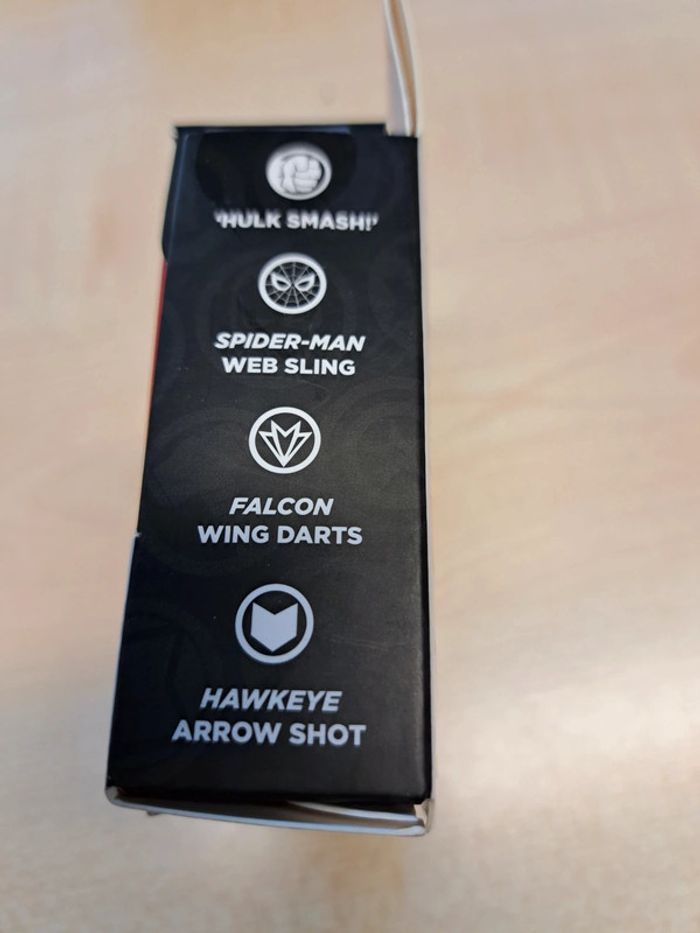 "HULK SMASH!"
SPIDER-MAN
WEB SLING
FALCON
WING DARTS
HAWKEYE
ARROW SHOT